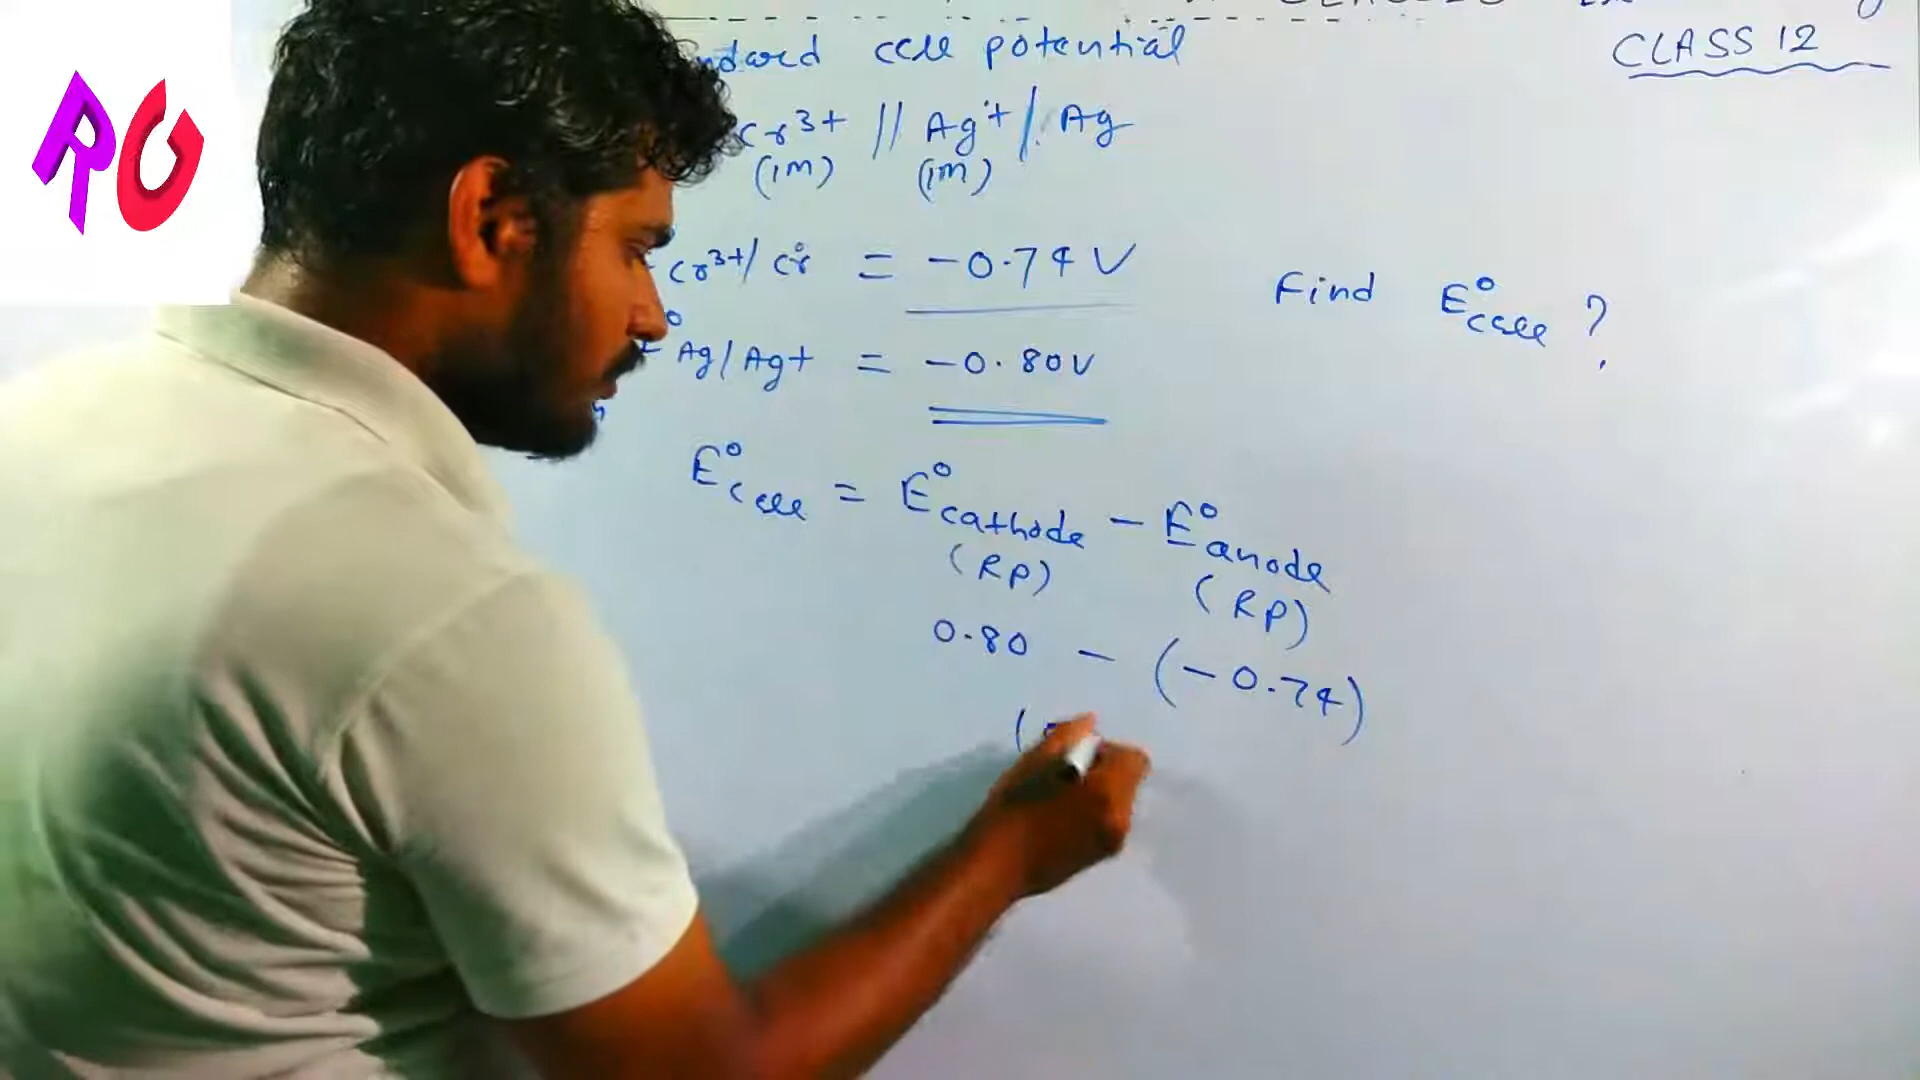 RG
cell potential
CLASS 12
Cr3+ // Ag+ / Ag
(1M) (1M)
Cr3+/Cr = -0.74 V
Find E°cell ?
Ag/Ag+ = -0.80V
E°cell = E°cathode - E°anode
(RP) (RP)
0.80 - (-0.74)
(